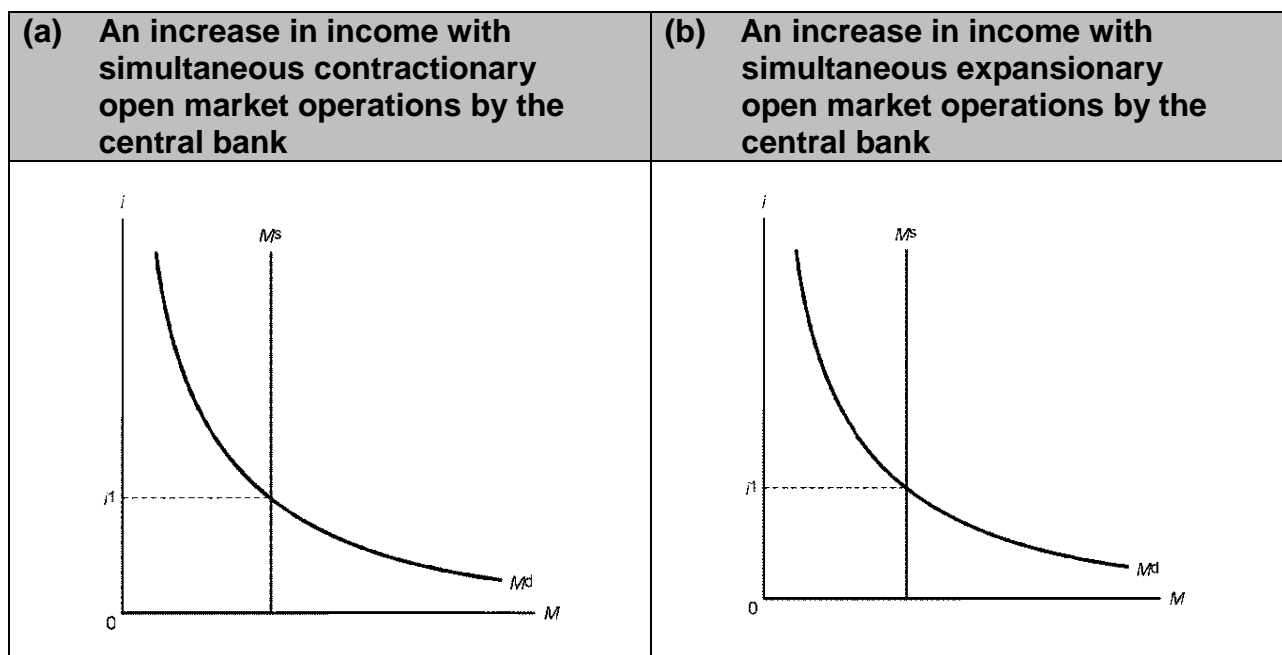 (a) An increase in income with
simultaneous contractionary
open market operations by the
central bank
i
Ms
i1
Md
0
M
(b) An increase in income with
simultaneous expansionary
open market operations by the
central bank
i
Ms
i1
Md
0
M